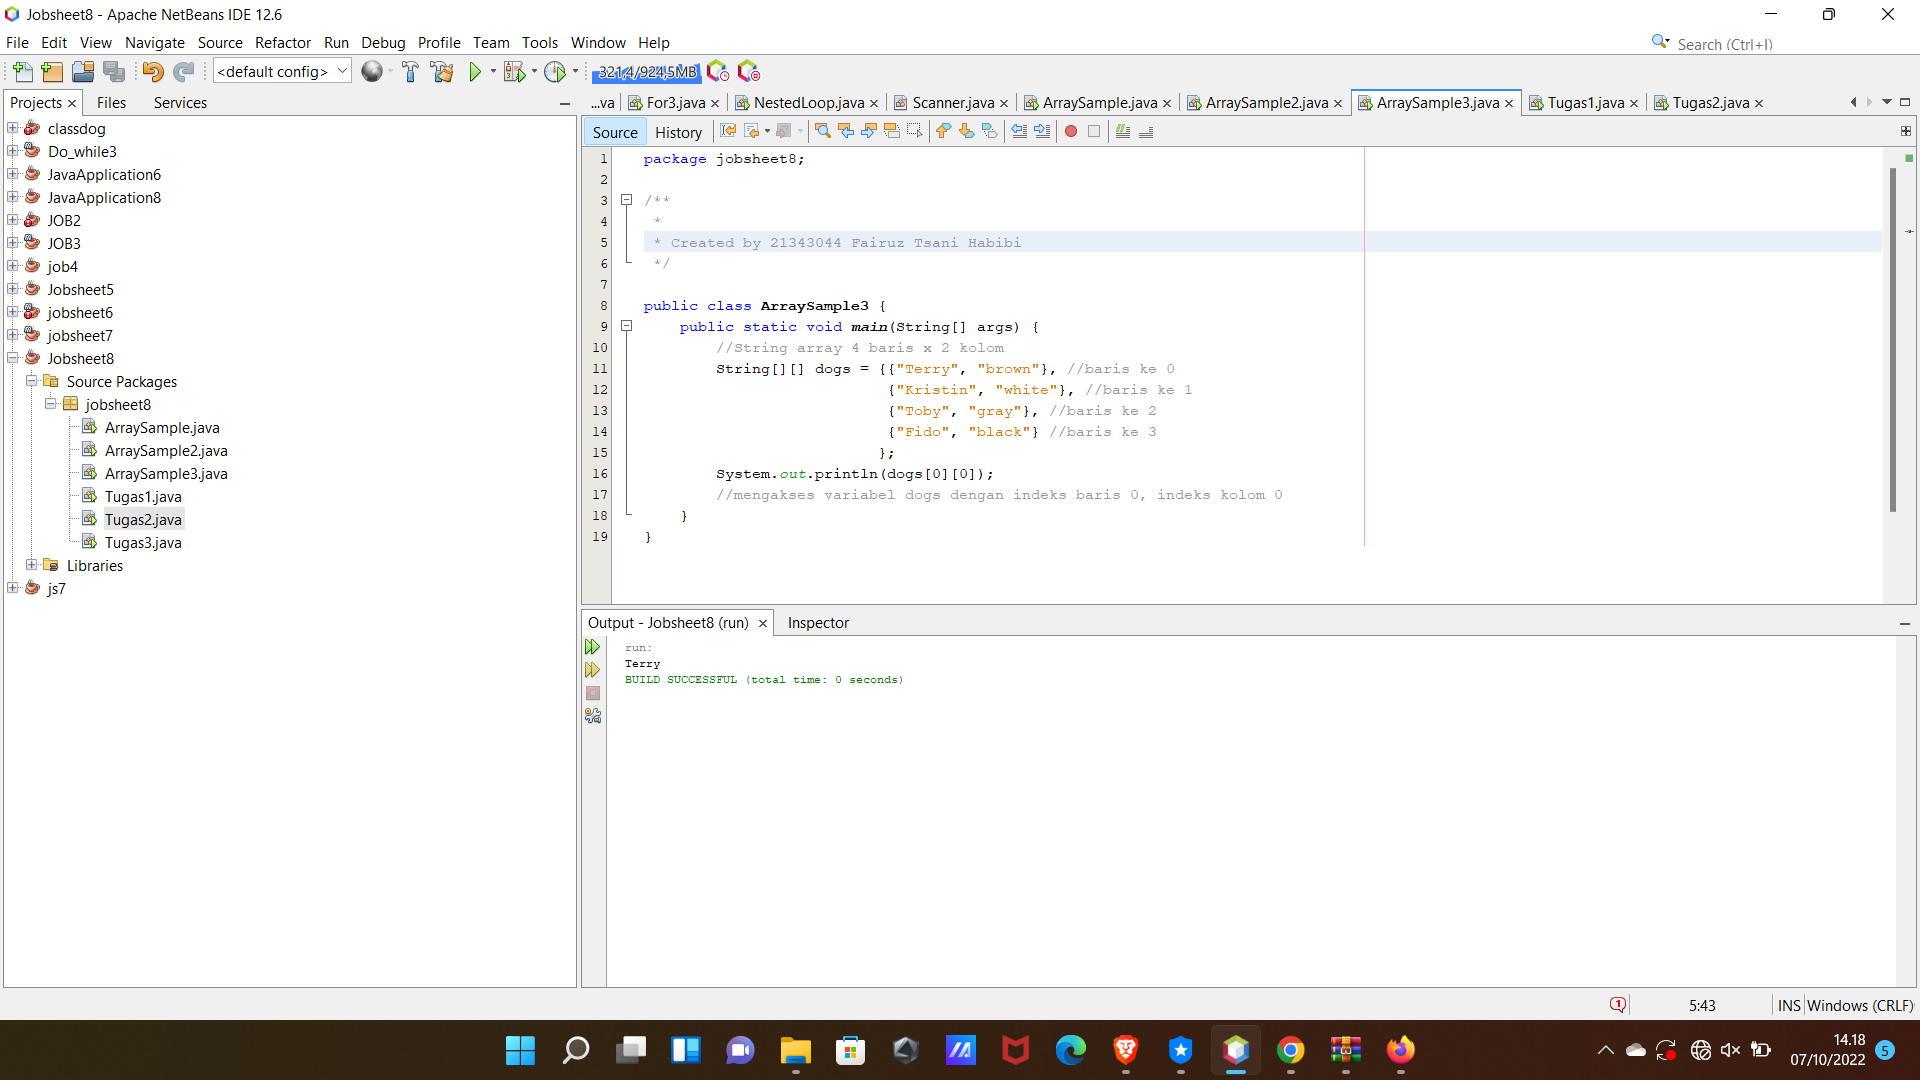 Jobsheet8 - Apache NetBeans IDE 12.6
File Edit View Navigate Source Refactor Run Debug Profile Team Tools Window Help
Search (Ctrl+I)
<default config>
321,4/924,5MB
Projects Files Services
...va For3.java NestedLoop.java Scanner.java ArraySample.java ArraySample2.java ArraySample3.java Tugas1.java Tugas2.java
Source History
classdog
Do_while3
JavaApplication6
JavaApplication8
JOB2
JOB3
job4
Jobsheet5
jobsheet6
jobsheet7
Jobsheet8
Source Packages
jobsheet8
ArraySample.java
ArraySample2.java
ArraySample3.java
Tugas1.java
Tugas2.java
Tugas3.java
Libraries
js7
1 package jobsheet8;
2
3 /**
4 *
5 * Created by 21343044 Fairuz Tsani Habibi
6 */
7
8 public class ArraySample3 {
9 public static void main(String[] args) {
10 //String array 4 baris x 2 kolom
11 String[][] dogs = {{"Terry", "brown"}, //baris ke 0
12 {"Kristin", "white"}, //baris ke 1
13 {"Toby", "gray"}, //baris ke 2
14 {"Fido", "black"} //baris ke 3
15 };
16 System.out.println(dogs[0][0]);
17 //mengakses variabel dogs dengan indeks baris 0, indeks kolom 0
18 }
19 }
Output - Jobsheet8 (run) Inspector
run:
Terry
BUILD SUCCESSFUL (total time: 0 seconds)
1 5:43 INS Windows (CRLF)
14.18
07/10/2022
5